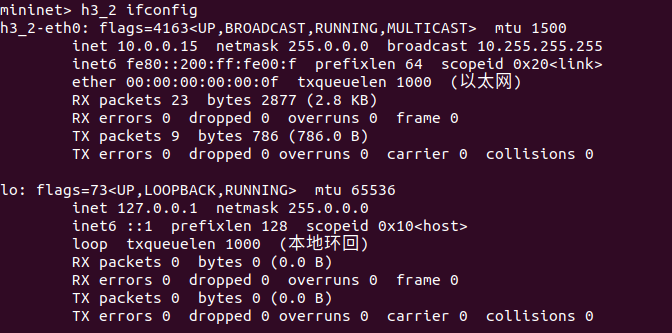 mininet> h3_2 ifconfig
h3_2-eth0: flags=4163<UP,BROADCAST,RUNNING,MULTICAST>  mtu 1500
        inet 10.0.0.15  netmask 255.0.0.0  broadcast 10.255.255.255
        inet6 fe80::200:ff:fe00:f  prefixlen 64  scopeid 0x20<link>
        ether 00:00:00:00:00:0f  txqueuelen 1000  (以太网)
        RX packets 23  bytes 2877 (2.8 KB)
        RX errors 0  dropped 0  overruns 0  frame 0
        TX packets 9  bytes 786 (786.0 B)
        TX errors 0  dropped 0 overruns 0  carrier 0  collisions 0

lo: flags=73<UP,LOOPBACK,RUNNING>  mtu 65536
        inet 127.0.0.1  netmask 255.0.0.0
        inet6 ::1  prefixlen 128  scopeid 0x10<host>
        loop  txqueuelen 1000  (本地环回)
        RX packets 0  bytes 0 (0.0 B)
        RX errors 0  dropped 0  overruns 0  frame 0
        TX packets 0  bytes 0 (0.0 B)
        TX errors 0  dropped 0 overruns 0  carrier 0  collisions 0